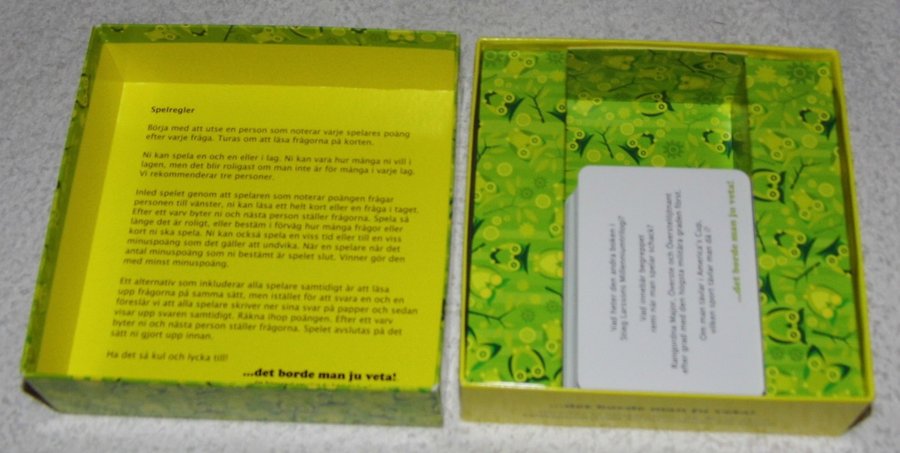 Spelregler
Börja med att utse en person som noterar varje spelares poäng
efter varje fråga. Turas om att läsa frågorna på korten.
Ni kan spela en och en eller i lag. Ni kan vara hur många ni vill i
lagen, men det blir roligast om man inte är för många i varje lag.
Vi rekommenderar tre personer.
Inled spelet genom att spelaren som noterar poängen frågar
personen till vänster, ni kan läsa ett helt kort eller en fråga i taget.
Efter ett varv byter ni och nästa person ställer frågorna. Spela så
länge det är roligt, eller bestäm i förväg hur många frågor eller
kort ni ska spela. Ni kan också spela en viss tid eller till en viss
minuspoäng som det gäller att undvika. När en spelare når det
antal minuspoäng som ni bestämt är spelet slut. Vinner gör den
med minst minuspoäng.
Ett alternativ som inkluderar alla spelare samtidigt är att läsa
upp frågorna på samma sätt, men istället för att svara en och en
föreslår vi att alla spelare skriver ner sina svar på papper och sedan
visar upp svaren samtidigt. Räkna ihop poängen. Efter ett varv
byter ni och nästa person ställer frågorna. Spelet avslutas på det
sätt ni gjort upp innan.
Ha det så kul och lycka till!
...det borde man ju veta!
Vad heter den andra boken i
Stieg Larssons Millenniumtrilogi?
Vad innebär begreppet
remi när man spelar schack?
Rangordna Major, Överste och Överstelöjtnant
efter grad med den högsta militära graden först.
Om man tävlar i America's Cup,
vilken sport tävlar man då i?
...det borde man ju veta!
...det borde man ju veta!